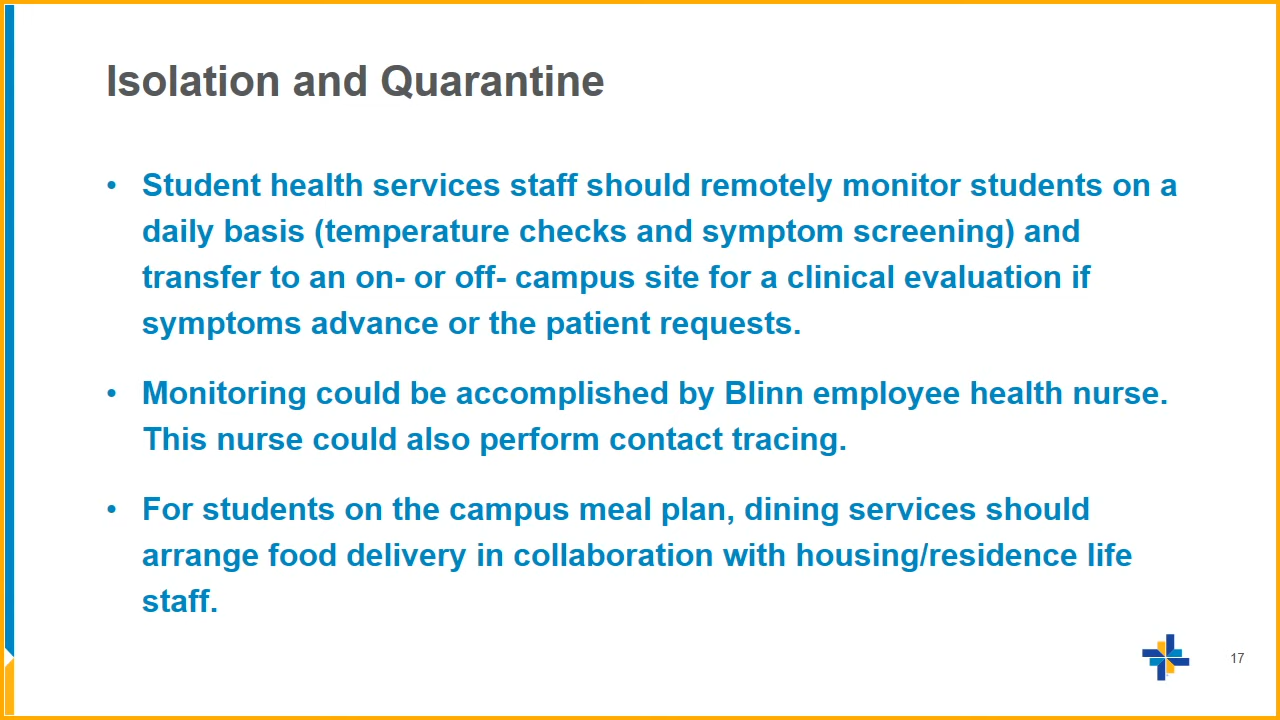 Isolation and Quarantine
• Student health services staff should remotely monitor students on a
daily basis (temperature checks and symptom screening) and
transfer to an on- or off- campus site for a clinical evaluation if
symptoms advance or the patient requests.
• Monitoring could be accomplished by Blinn employee health nurse.
This nurse could also perform contact tracing.
• For students on the campus meal plan, dining services should
arrange food delivery in collaboration with housing/residence life
staff.
17